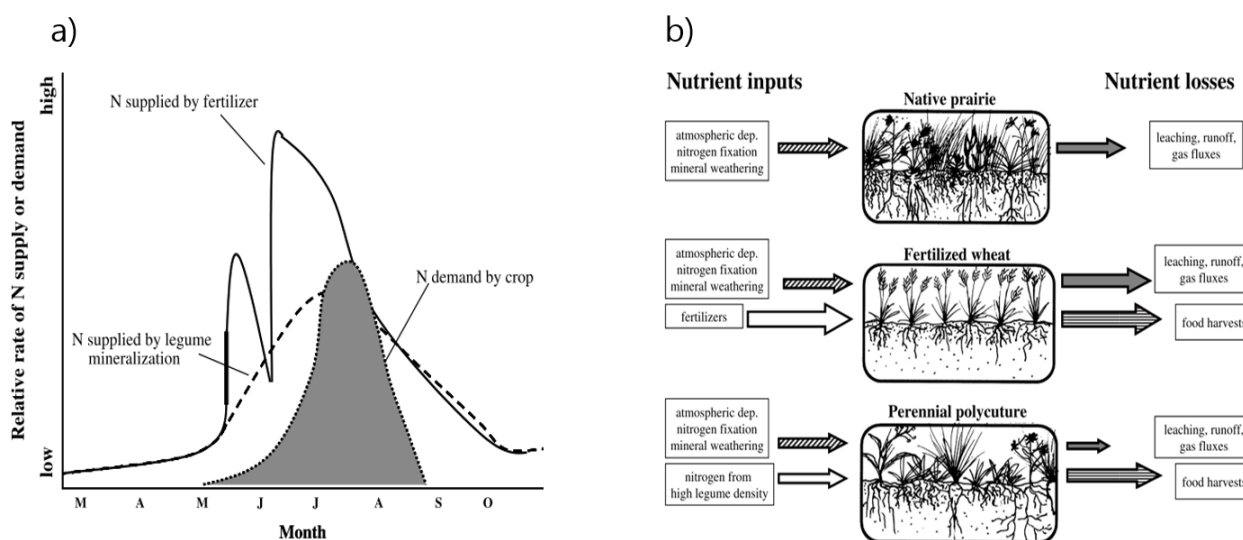 a)
high
Relative rate of N supply or demand
low
N supplied by fertilizer
N demand by crop
N supplied by legume
mineralization
M A M J J A S O
Month
b)
Nutrient inputs
Nutrient losses
Native prairie
atmospheric dep.
nitrogen fixation
mineral weathering
leaching, runoff,
gas fluxes
Fertilized wheat
atmospheric dep.
nitrogen fixation
mineral weathering
fertilizers
leaching, runoff,
gas fluxes
food harvests
Perennial polycuture
atmospheric dep.
nitrogen fixation
mineral weathering
nitrogen from
high legume density
leaching, runoff,
gas fluxes
food harvests